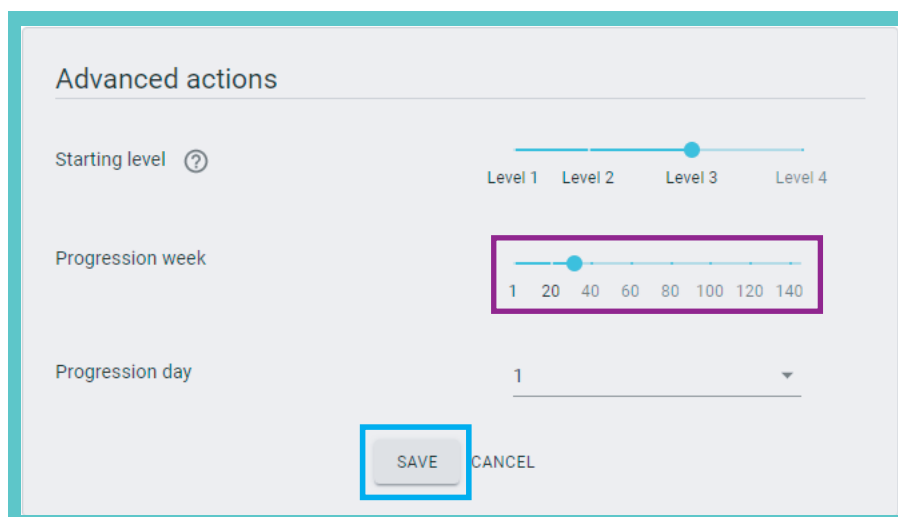 Advanced actions
Starting level ?
Level 1 Level 2 Level 3 Level 4
Progression week
1 20 40 60 80 100 120 140
Progression day
1
SAVE CANCEL